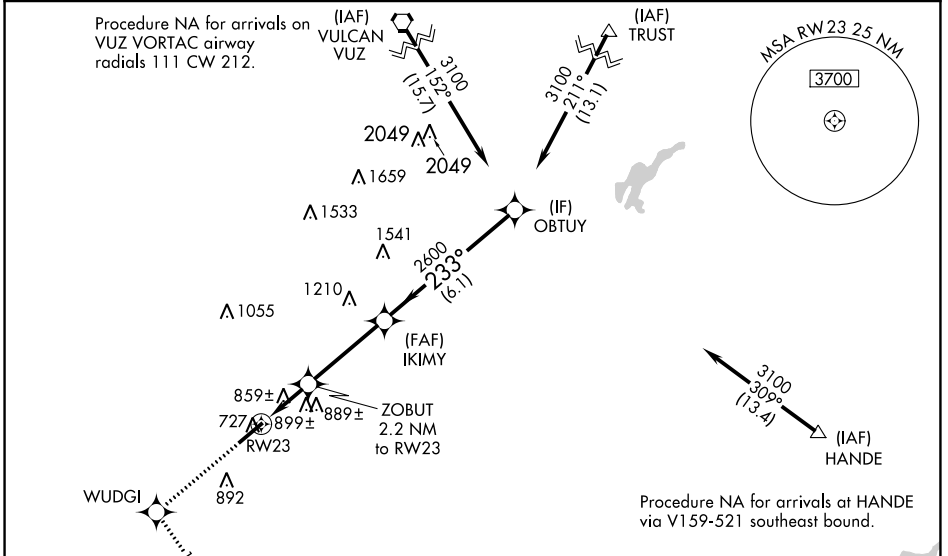 Procedure NA for arrivals on
VUZ VORTAC airway
radials 111 CW 212.
(IAF)
VULCAN
VUZ
3100
152°
(15.7)
(IAF)
TRUST
3100
211°
(13.1)
MSA RW23 25 NM
3700
2049
2049
1659
1533
1541
1210
1055
(IF)
OBTUY
2600
233°
(6.1)
(FAF)
IKIMY
859±
727
899±
889±
RW23
ZOBUT
2.2 NM
to RW23
3100
309°
(13.4)
(IAF)
HANDE
892
WUDGI
Procedure NA for arrivals at HANDE
via V159-521 southeast bound.